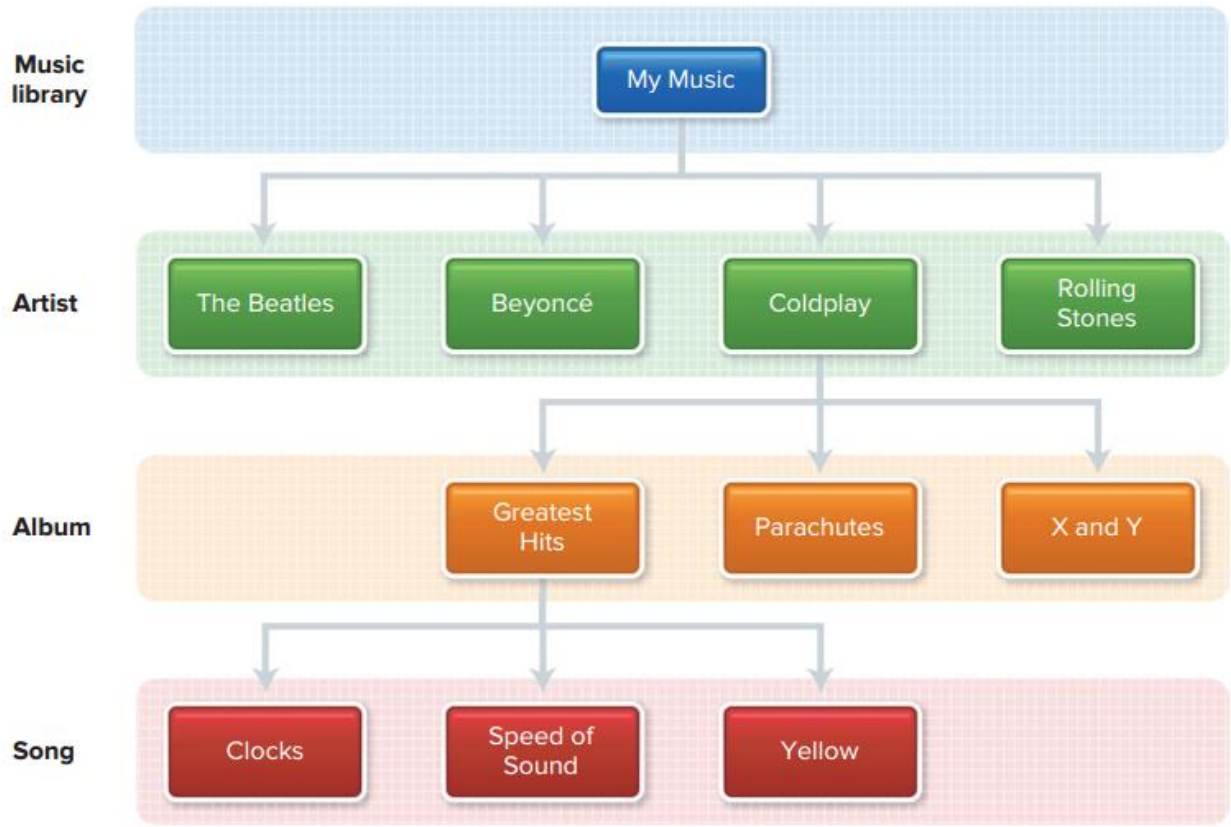 Music
library
My Music
Artist
The Beatles
Beyoncé
Coldplay
Rolling
Stones
Album
Greatest
Hits
Parachutes
X and Y
Song
Clocks
Speed of
Sound
Yellow